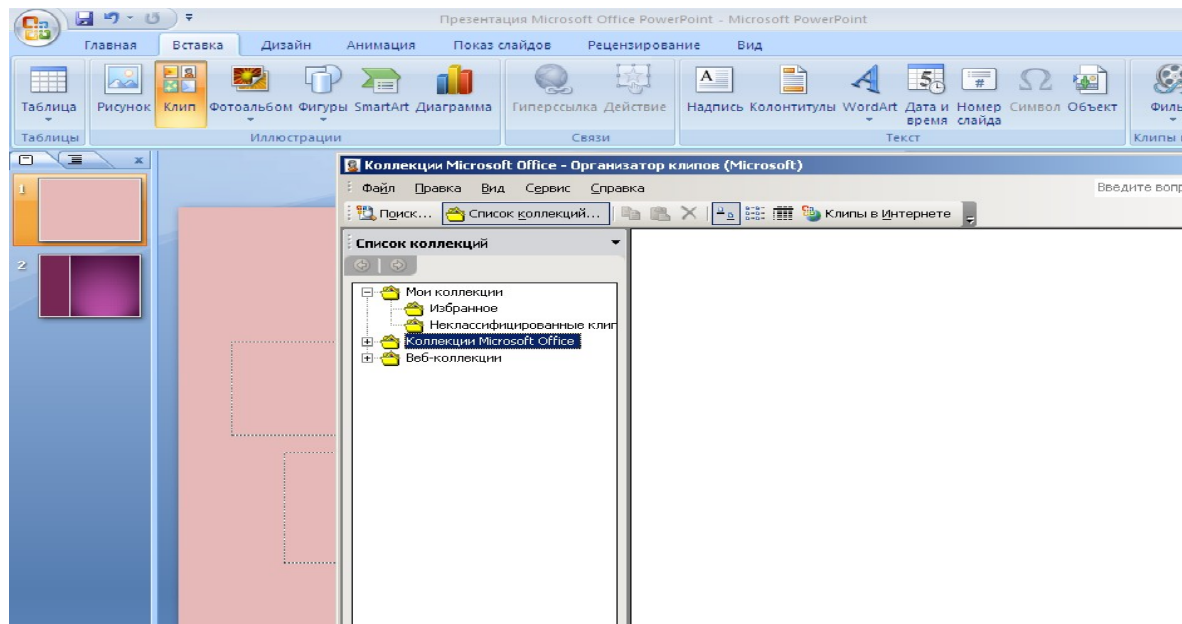 Презентация Microsoft Office PowerPoint - Microsoft PowerPoint
Главная Вставка Дизайн Анимация Показ слайдов Рецензирование Вид
Таблица Рисунок Клип Фотоальбом Фигуры SmartArt Диаграмма Гиперссылка Действие Надпись Колонтитулы WordArt Дата и время Номер слайда Символ Объект
Таблицы Иллюстрации Связи Текст Клипы
1
2
Коллекции Microsoft Office - Организатор клипов (Microsoft)
Файл Правка Вид Сервис Справка Введите
Поиск... Список коллекций... Клипы в Интернете
Список коллекций
Мои коллекции
Избранное
Неклассифицированные
Коллекции Microsoft Office
Веб-коллекции